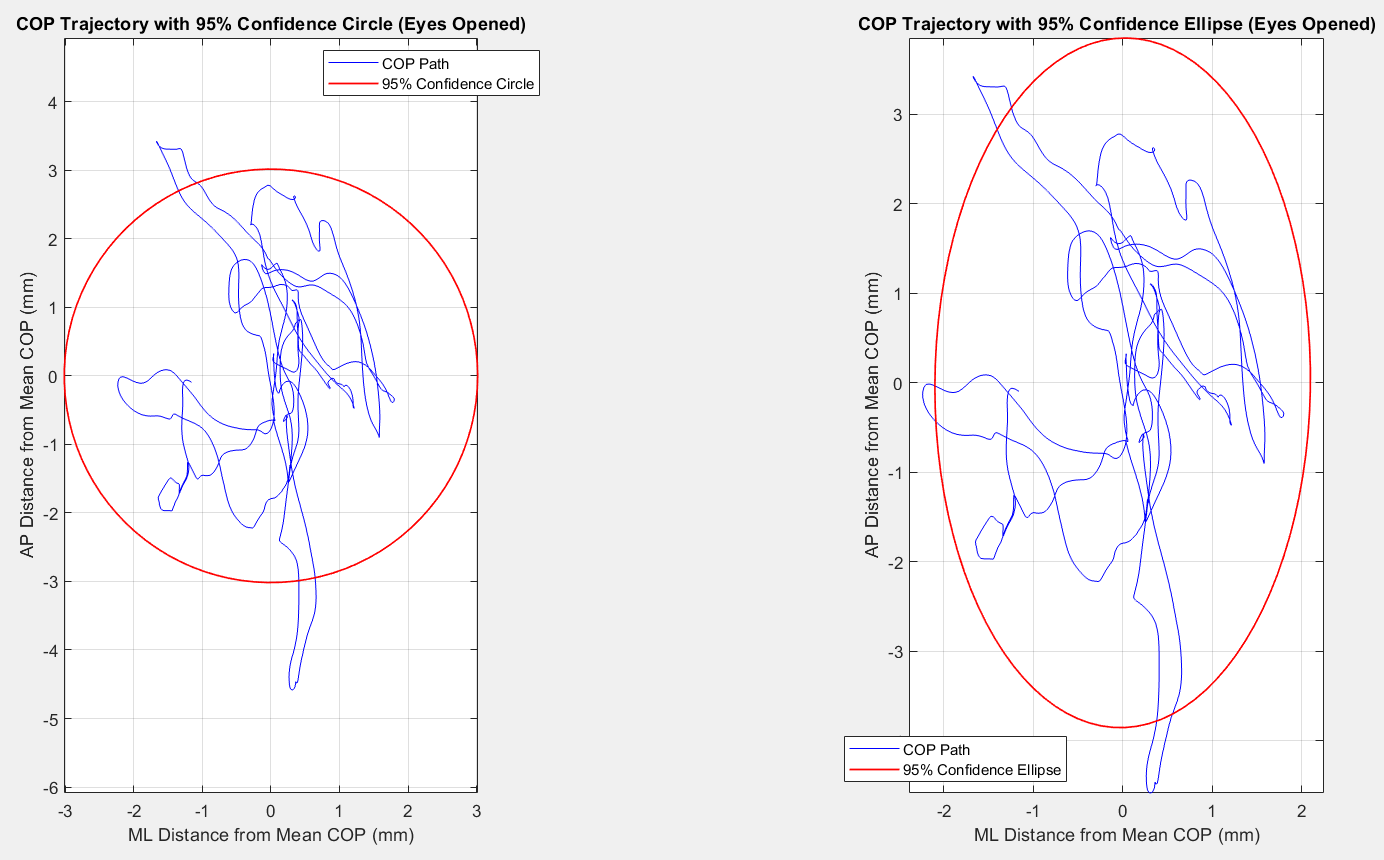 COP Trajectory with 95% Confidence Circle (Eyes Opened)
COP Path
95% Confidence Circle
4
3
2
1
0
-1
-2
-3
-4
-5
-6
AP Distance from Mean COP (mm)
-3 -2 -1 0 1 2 3
ML Distance from Mean COP (mm)
COP Trajectory with 95% Confidence Ellipse (Eyes Opened)
3
2
1
0
-1
-2
-3
AP Distance from Mean COP (mm)
COP Path
95% Confidence Ellipse
-2 -1 0 1 2
ML Distance from Mean COP (mm)